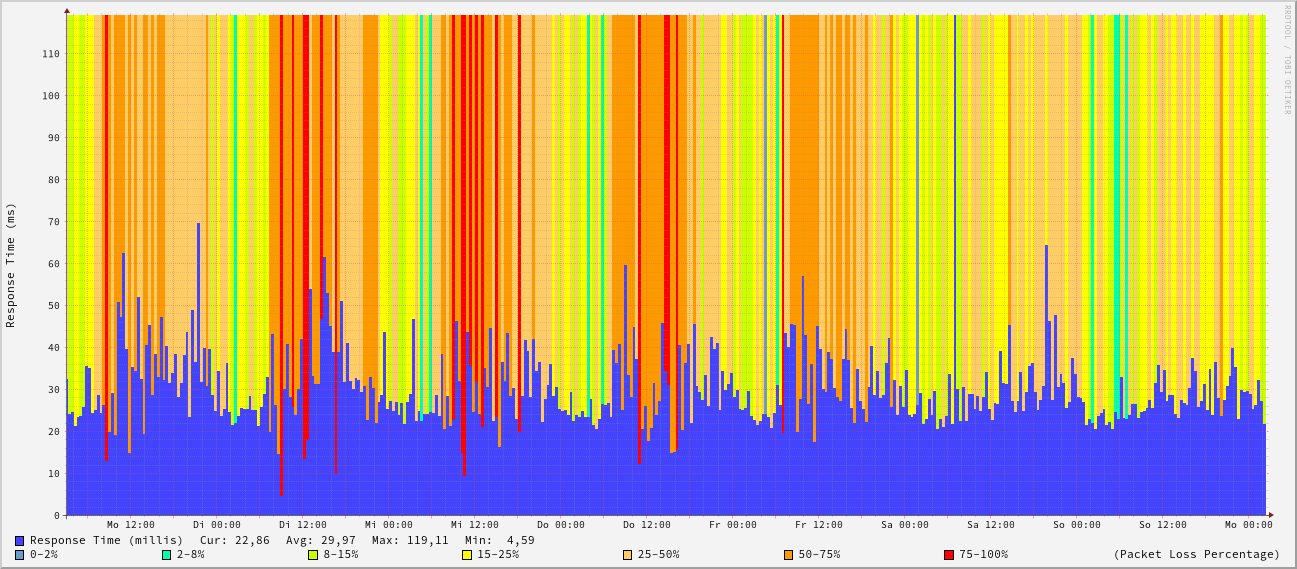 RRDTOOL / TOBI OETIKER
Response Time (ms)
110
100
90
80
70
60
50
40
30
20
10
0
Mo 12:00 Di 00:00 Di 12:00 Mi 00:00 Mi 12:00 Do 00:00 Do 12:00 Fr 00:00 Fr 12:00 Sa 00:00 Sa 12:00 So 00:00 So 12:00 Mo 00:00
Response Time (millis) Cur: 22,86 Avg: 29,97 Max: 119,11 Min: 4,59
0-2% 2-8% 8-15% 15-25% 25-50% 50-75% 75-100% (Packet Loss Percentage)